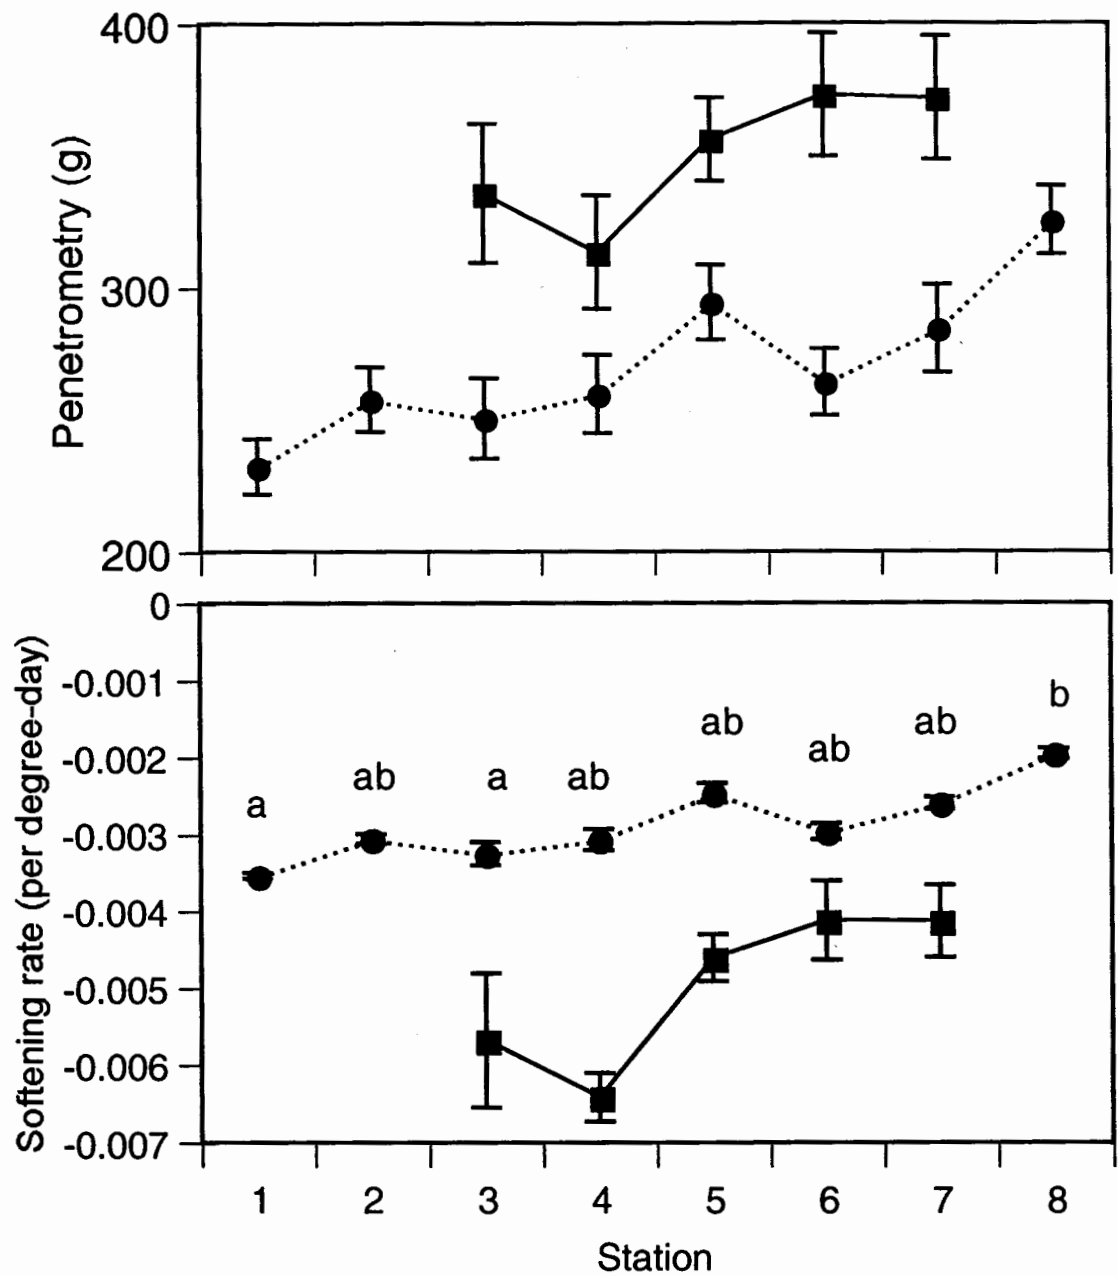 400
Penetrometry (g)
300
200
0
Softening rate (per degree-day)
-0.001
-0.002
-0.003
-0.004
-0.005
-0.006
-0.007
a ab a ab ab ab ab b
1 2 3 4 5 6 7 8
Station